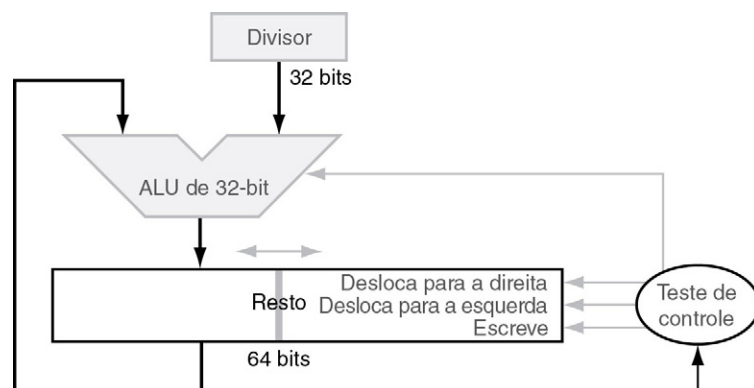 Divisor
32 bits
ALU de 32-bit
Resto
Desloca para a direita
Desloca para a esquerda
Escreve
64 bits
Teste de
controle